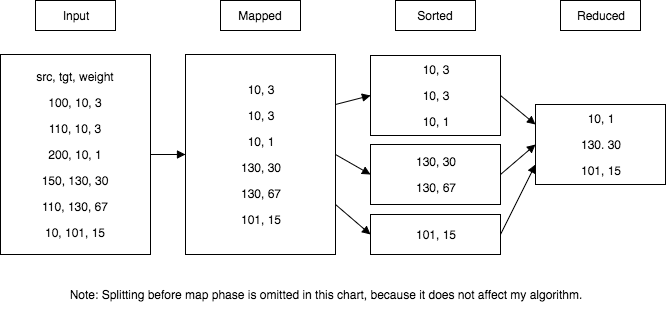 Input
Mapped
Sorted
Reduced
src, tgt, weight
100, 10, 3
110, 10, 3
200, 10, 1
150, 130, 30
110, 130, 67
10, 101, 15
10, 3
10, 3
10, 1
130, 30
130, 67
101, 15
10, 3
10, 3
10, 1
130, 30
130, 67
101, 15
10, 1
130. 30
101, 15
Note: Splitting before map phase is omitted in this chart, because it does not affect my algorithm.